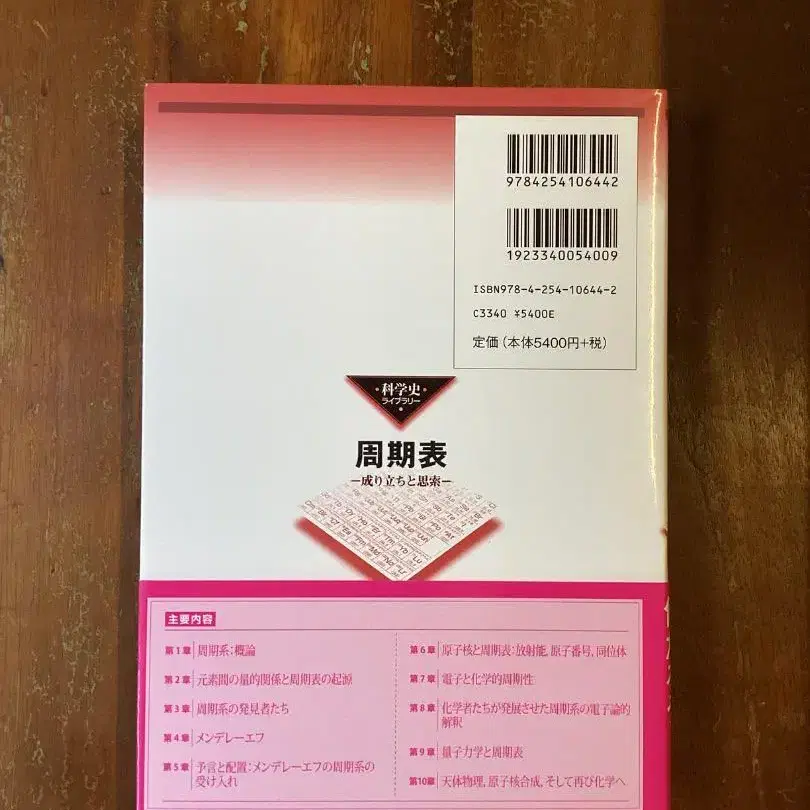 9784254106442
1923340054009
ISBN978-4-254-10644-2
C3340 ¥5400E
定価(本体5400円+税)
・科学史・
ライブラリー
周期表
―成り立ちと思索―
主要内容
第1章 周期系:概論
第2章 元素間の量的関係と周期表の起源
第3章 周期系の発見者たち
第4章 メンデレーエフ
第5章 予言と配置:メンデレーエフの周期系の
受け入れ
第6章 原子核と周期表:放射能, 原子番号, 同位体
第7章 電子と化学的周期性
第8章 化学者たちが発展させた周期系の電子論的
解釈
第9章 量子力学と周期表
第10章 天体物理, 原子核合成, そして再び化学へ